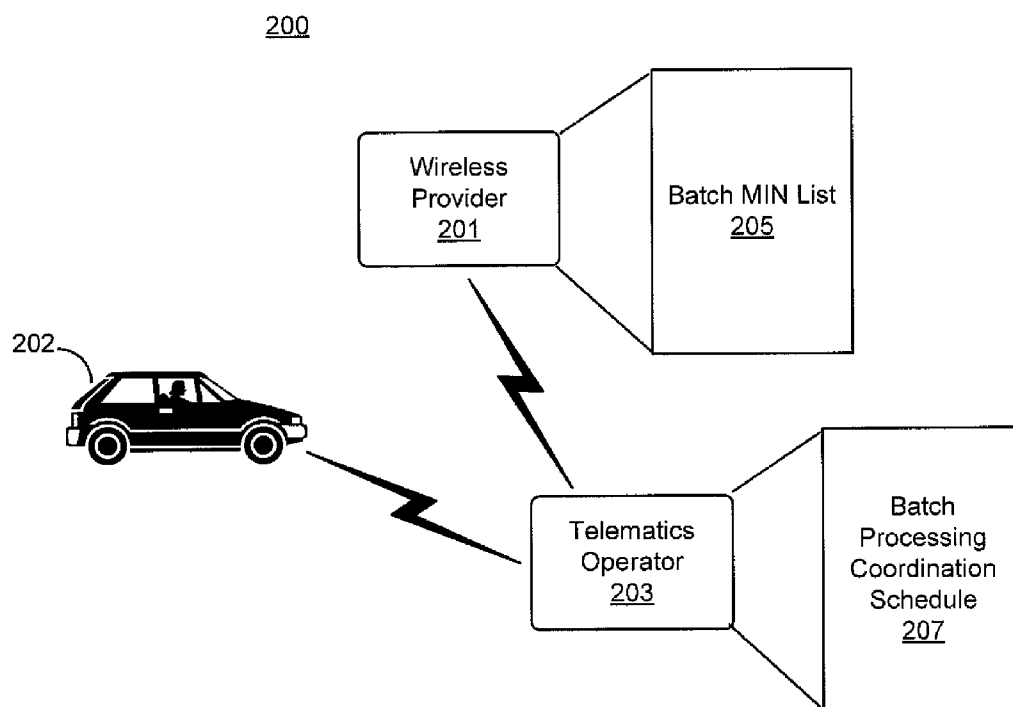 200
Wireless
Provider
201
Batch MIN List
205
202
Telematics
Operator
203
Batch
Processing
Coordination
Schedule
207